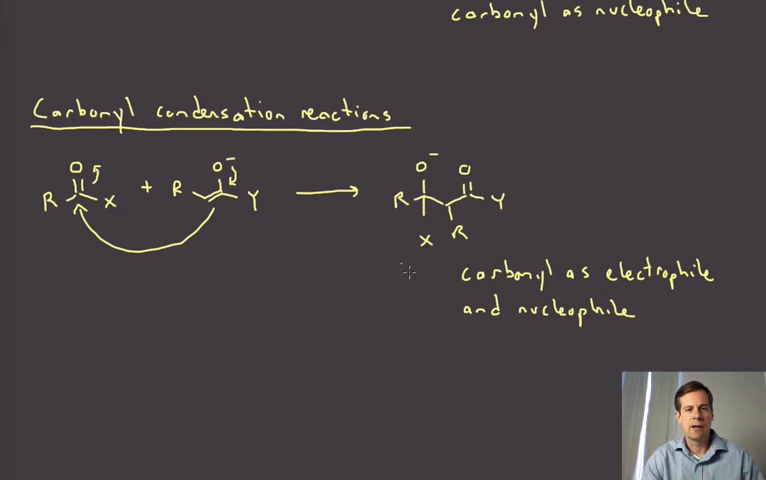 carbonyl as nucleophile
Carbonyl condensation reactions
O O⁻ O⁻ O
R X + R Y R Y
X R
carbonyl as electrophile
and nucleophile